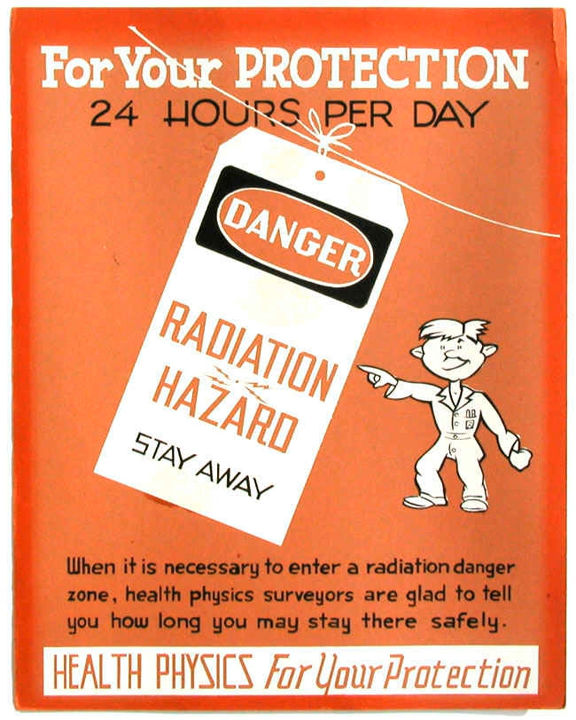 For Your PROTECTION
24 HOURS PER DAY
DANGER
RADIATION
HAZARD
STAY AWAY
When it is necessary to enter a radiation danger
zone, health physics surveyors are glad to tell
you how long you may stay there safely.
HEALTH PHYSICS For Your Protection